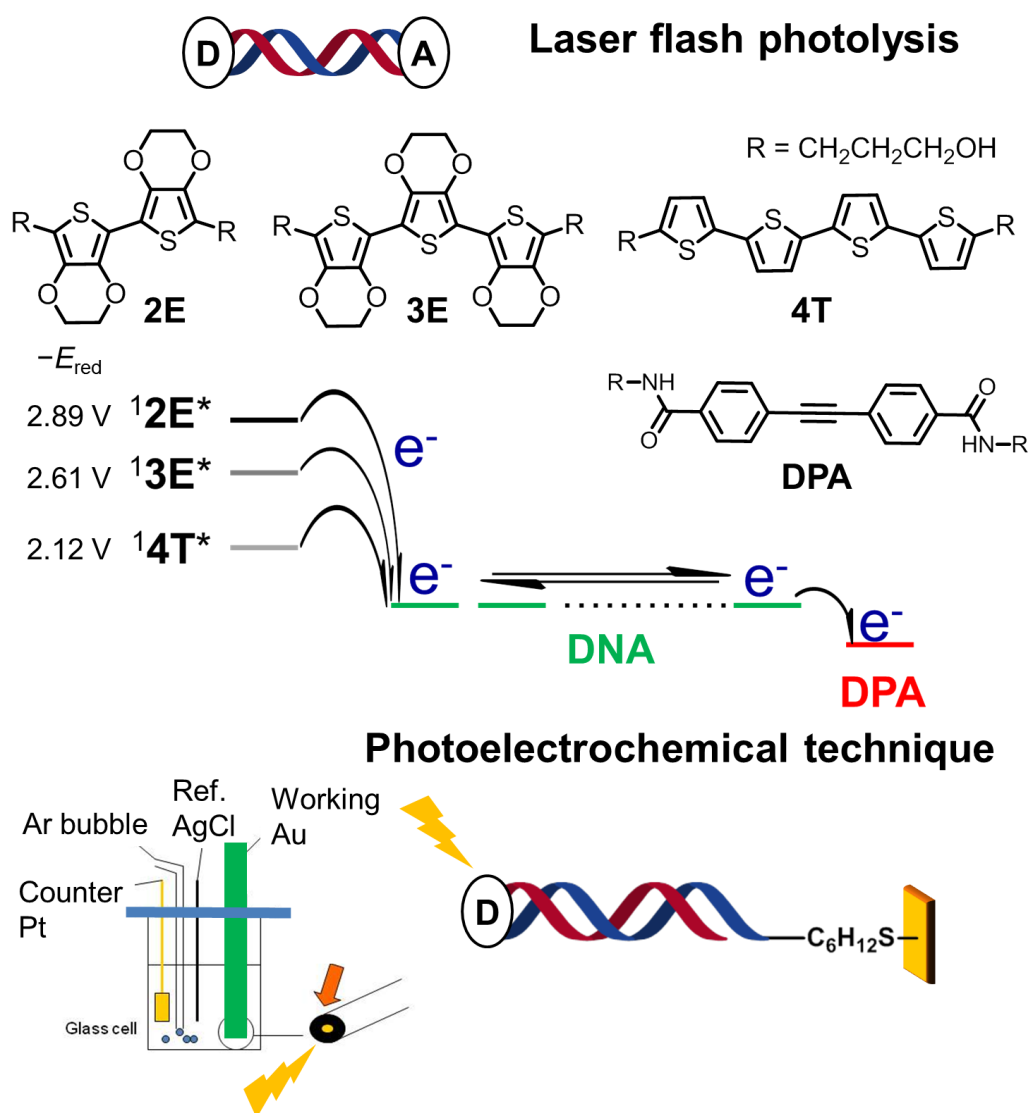 Laser flash photolysis
D A
R = CH₂CH₂CH₂OH
O O
O O
S R
R S
O O
2E
R S S R
S
O O O O
3E
R S S S S R
4T
−E_red
2.89 V ¹2E*
2.61 V ¹3E*
2.12 V ¹4T*
e-
R–NH
O
O
HN–R
DPA
e- e- e-
DNA
DPA
Photoelectrochemical technique
Ref.
AgCl
Working
Au
Ar bubble
Counter
Pt
Glass cell
D
C₆H₁₂S